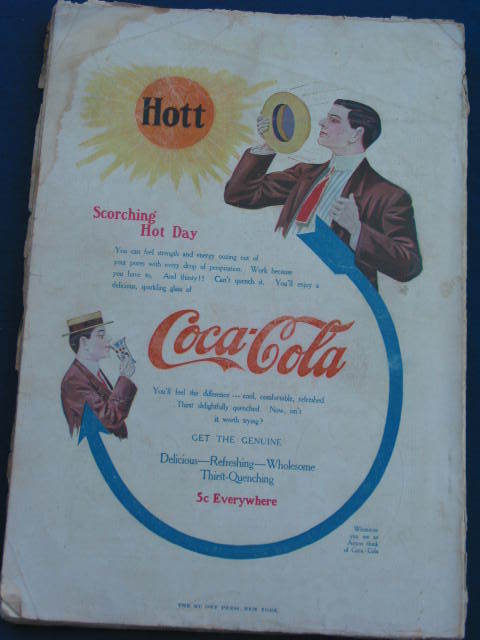 Hott
Scorching
Hot Day
You can feel strength and energy oozing out of
your pores with every drop of perspiration. Work because
you have to. And thirsty!! Can't quench it. You'll enjoy a
delicious, sparkling glass of
Coca-Cola
You'll feel the difference — cool, comfortable, refreshed.
Thirst delightfully quenched. Now, isn't
it worth trying?
GET THE GENUINE
Delicious—Refreshing—Wholesome
Thirst-Quenching
5c Everywhere
Whenever
you see an
Arrow think
of Coca-Cola
PRESS, NEW YORK.